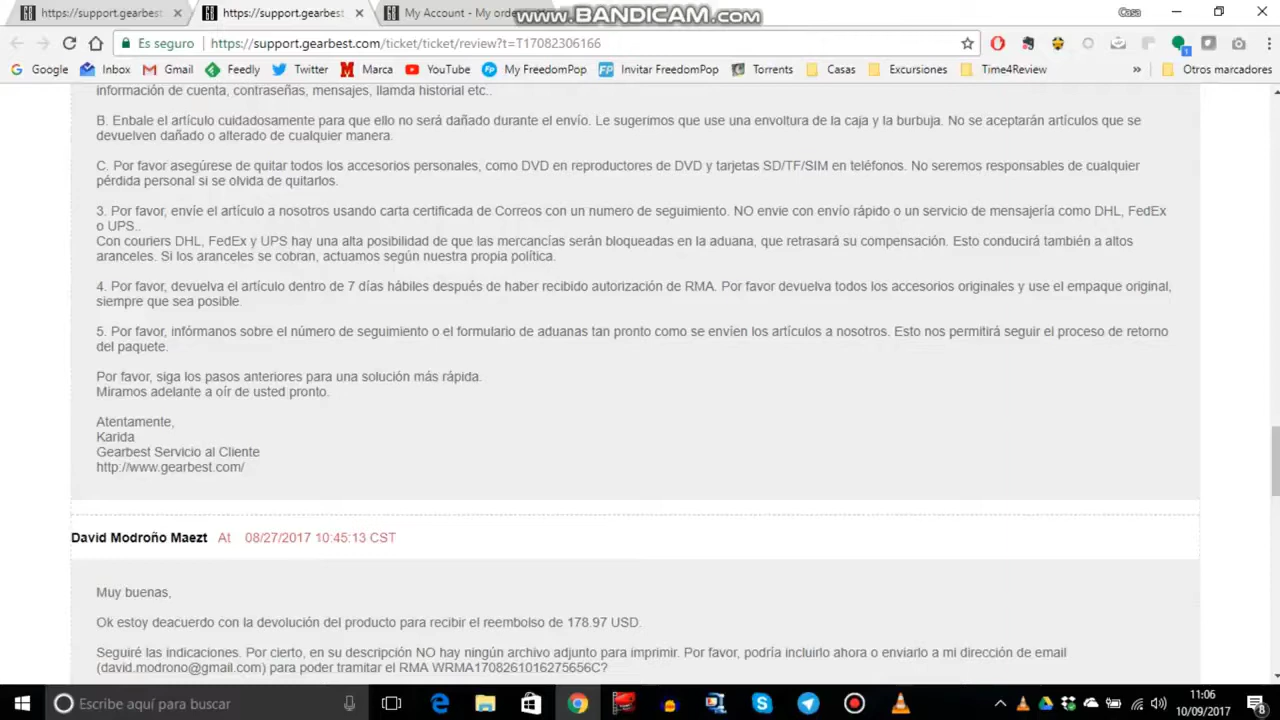 https://support.gearbest
https://support.gearbest
My Account - My ord
www.BANDICAM.com
Casa
Es seguro
https://support.gearbest.com/ticket/ticket/review?t=T17082306166
Google
Inbox
Gmail
Feedly
Twitter
Marca
YouTube
My FreedomPop
Invitar FreedomPop
Torrents
Casas
Excursiones
Time4Review
»
Otros marcadores
información de cuenta, contraseñas, mensajes, llamda historial etc..
B. Enbale el artículo cuidadosamente para que ello no será dañado durante el envío. Le sugerimos que use una envoltura de la caja y la burbuja. No se aceptarán artículos que se
devuelven dañado o alterado de cualquier manera.
C. Por favor asegúrese de quitar todos los accesorios personales, como DVD en reproductores de DVD y tarjetas SD/TF/SIM en teléfonos. No seremos responsables de cualquier
pérdida personal si se olvida de quitarlos.
3. Por favor, envíe el artículo a nosotros usando carta certificada de Correos con un numero de seguimiento. NO envie con envío rápido o un servicio de mensajería como DHL, FedEx
o UPS..
Con couriers DHL, FedEx y UPS hay una alta posibilidad de que las mercancías serán bloqueadas en la aduana, que retrasará su compensación. Esto conducirá también a altos
aranceles. Si los aranceles se cobran, actuamos según nuestra propia política.
4. Por favor, devuelva el artículo dentro de 7 días hábiles después de haber recibido autorización de RMA. Por favor devuelva todos los accesorios originales y use el empaque original,
siempre que sea posible.
5. Por favor, infórmanos sobre el número de seguimiento o el formulario de aduanas tan pronto como se envíen los artículos a nosotros. Esto nos permitirá seguir el proceso de retorno
del paquete.
Por favor, siga los pasos anteriores para una solución más rápida.
Miramos adelante a oír de usted pronto.
Atentamente,
Karida
Gearbest Servicio al Cliente
http://www.gearbest.com/
David Modroño Maezt At 08/27/2017 10:45:13 CST
Muy buenas,
Ok estoy deacuerdo con la devolución del producto para recibir el reembolso de 178.97 USD.
Seguiré las indicaciones. Por cierto, en su descripción NO hay ningún archivo adjunto para imprimir. Por favor, podría incluirlo ahora o enviarlo a mi dirección de email
(david.modrono@gmail.com) para poder tramitar el RMA WRMA1708261016275656C?
Escribe aquí para buscar
11:06
10/09/2017
8